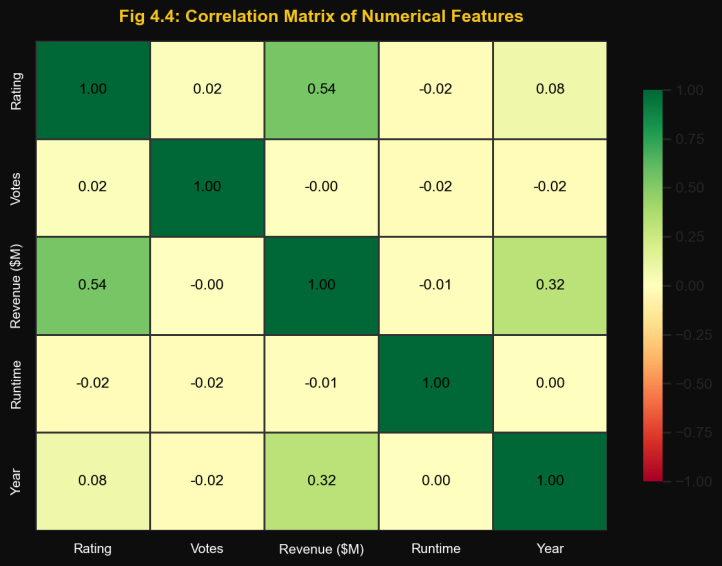 Fig 4.4: Correlation Matrix of Numerical Features
Rating 1.00 0.02 0.54 -0.02 0.08
Votes 0.02 1.00 -0.00 -0.02 -0.02
Revenue ($M) 0.54 -0.00 1.00 -0.01 0.32
Runtime -0.02 -0.02 -0.01 1.00 0.00
Year 0.08 -0.02 0.32 0.00 1.00
Rating Votes Revenue ($M) Runtime Year
1.00
0.75
0.50
0.25
0.00
−0.25
−0.50
−0.75
−1.00